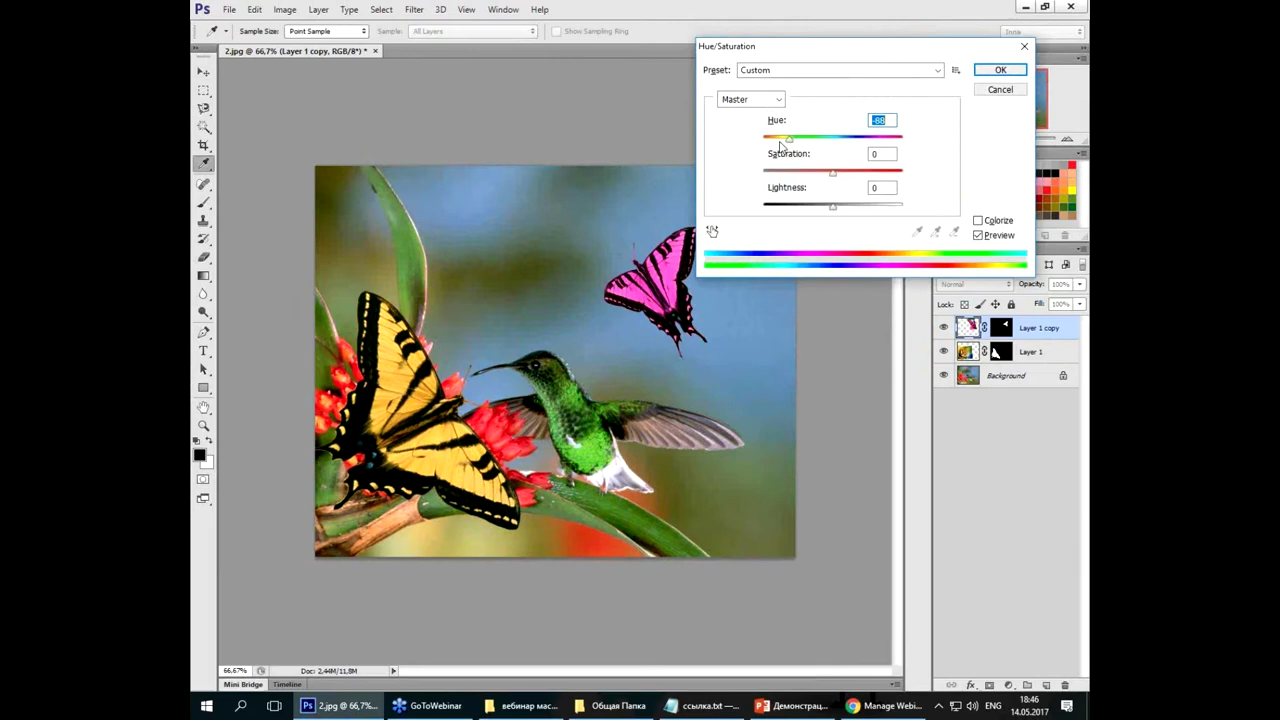 Ps File Edit Image Layer Type Select Filter 3D View Window Help
Sample Size: Point Sample Sample: All Layers Show Sampling Ring
2.jpg @ 66,7% (Layer 1 copy, RGB/8*) * ×
Hue/Saturation
Preset: Custom
OK
Cancel
Master
Hue: -88
Saturation: 0
Lightness: 0
Colorize
Preview
Normal Opacity: 100%
Lock: Fill: 100%
Layer 1 copy
Layer 1
Background
66.67% Doc: 2.44M/11.8M
Mini Bridge Timeline
Ps 2.jpg @ 66,7%... GoToWebinar вебинар мас... Общая Папка ссылка.txt —... Демонстрац... Manage Webi... ENG 18:46
14.05.2017